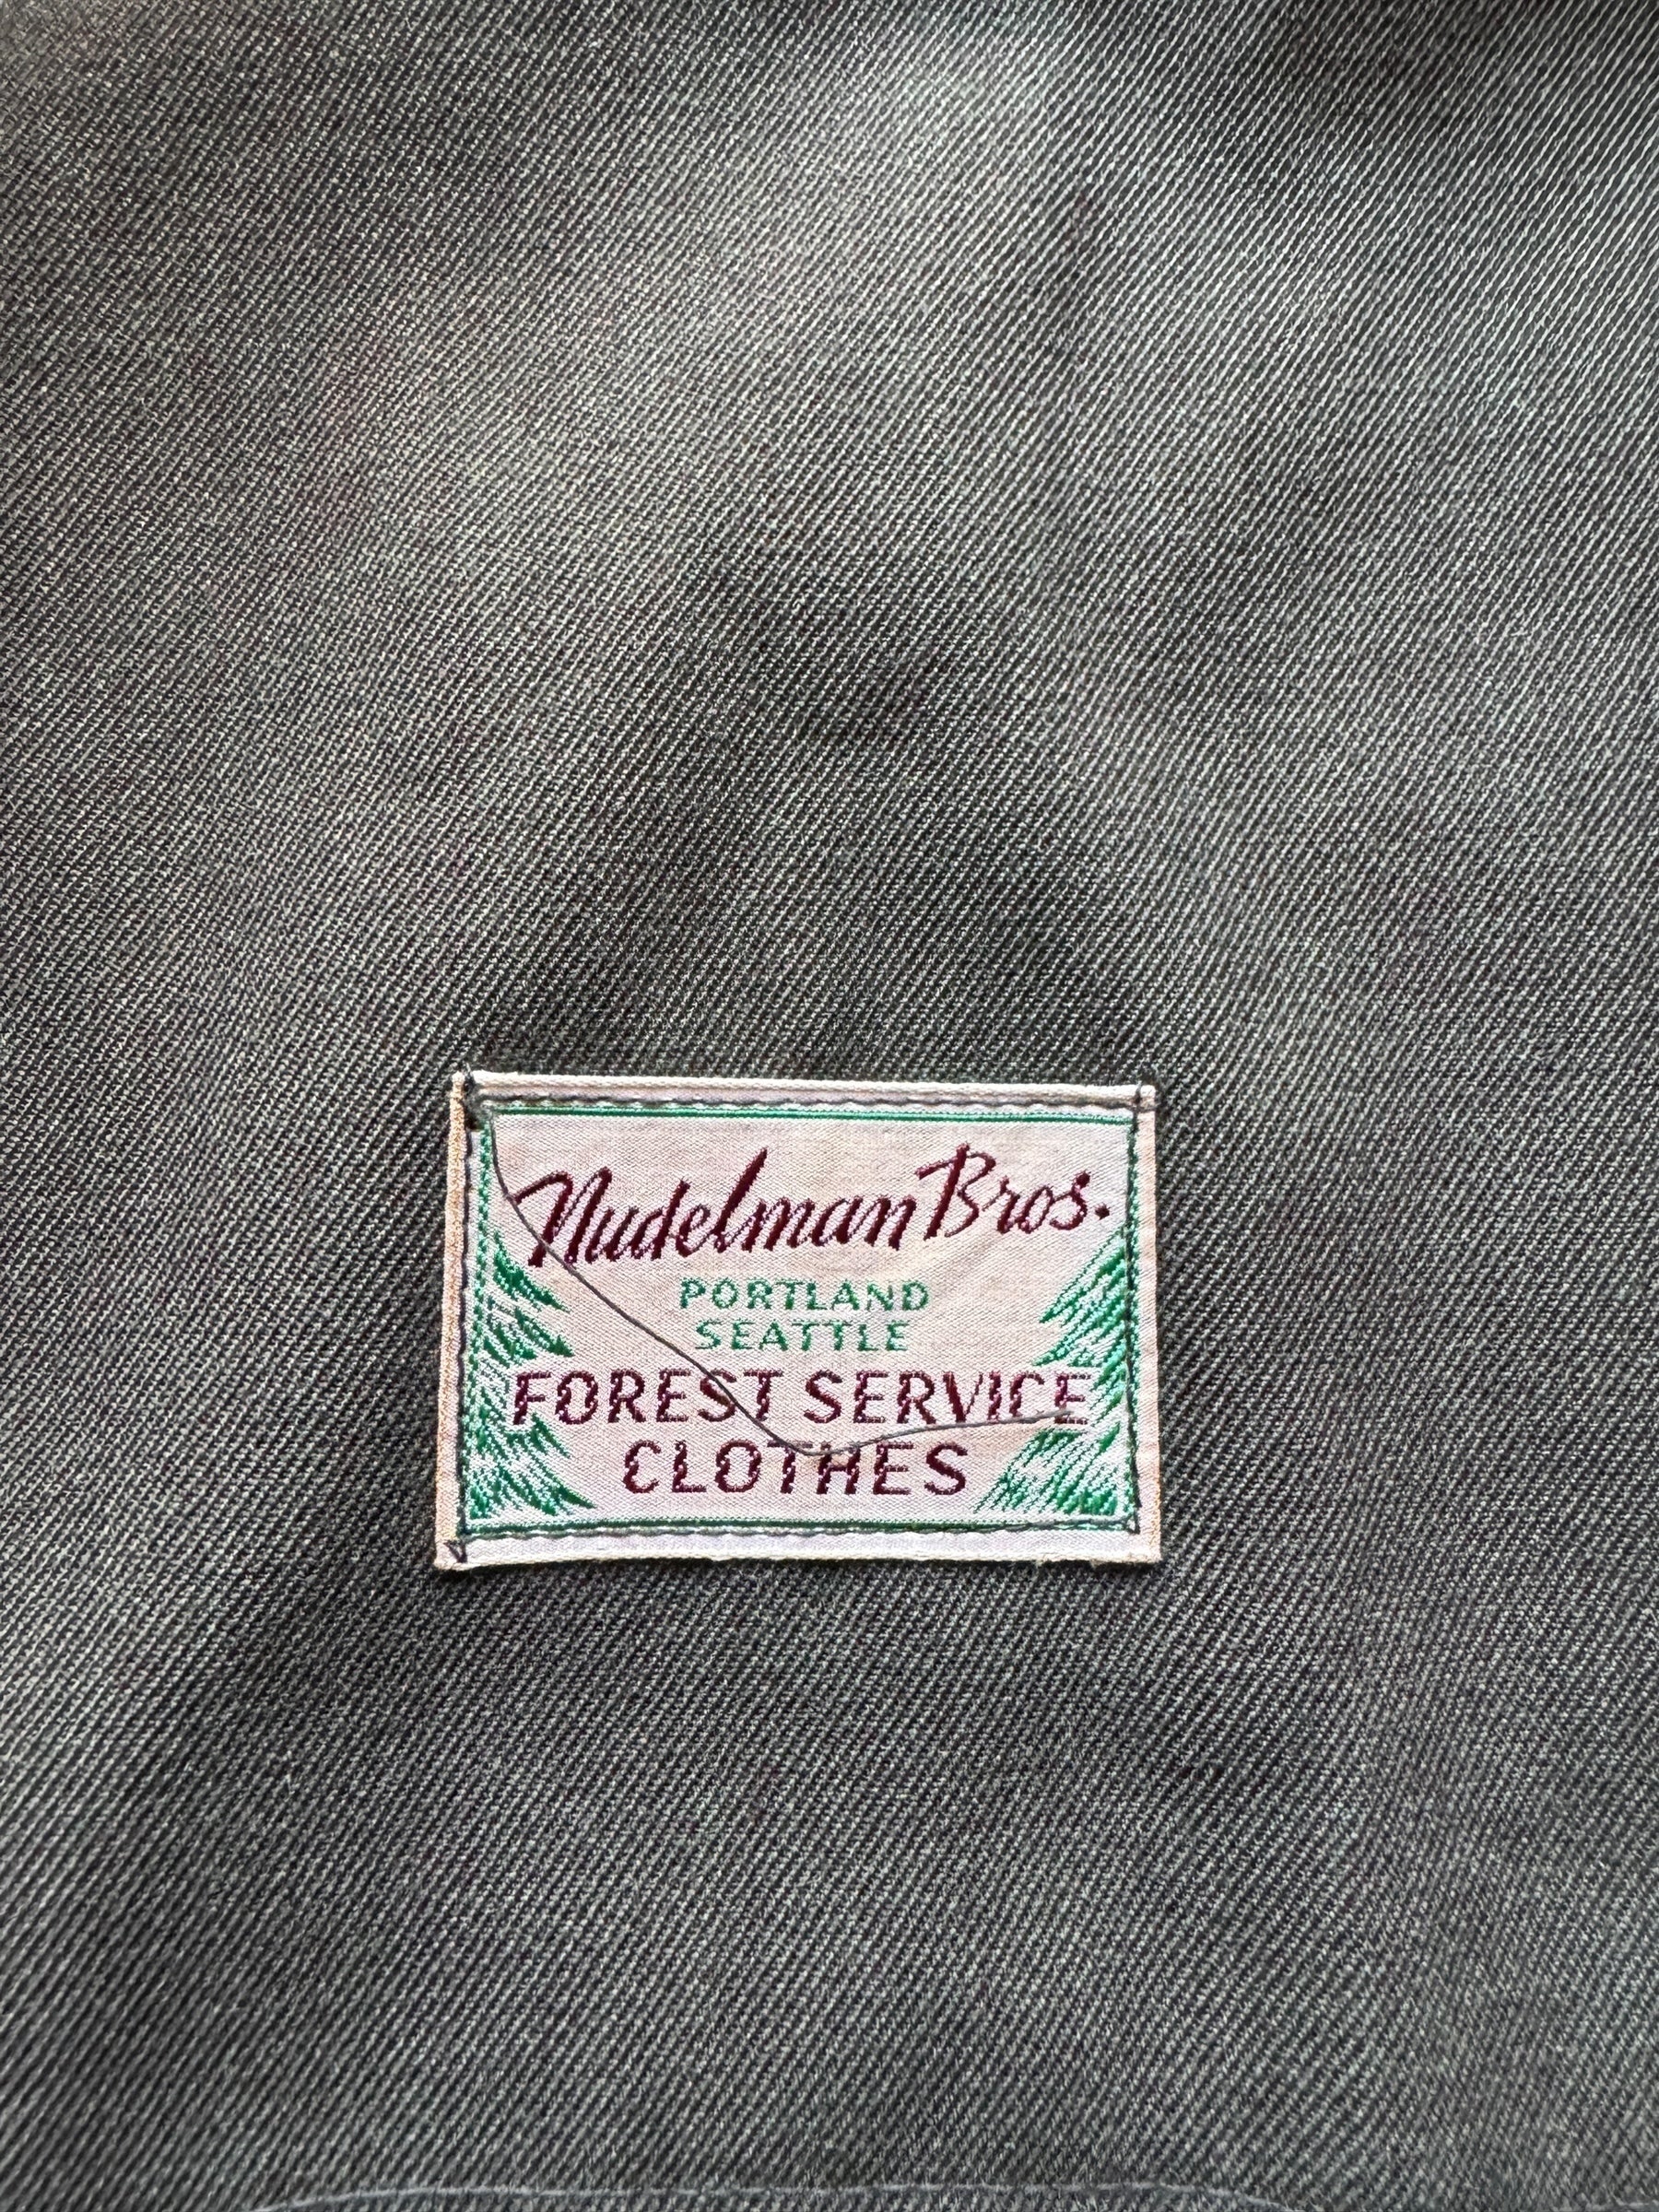 Nudelman Bros.
PORTLAND
SEATTLE
FOREST SERVICE
CLOTHES